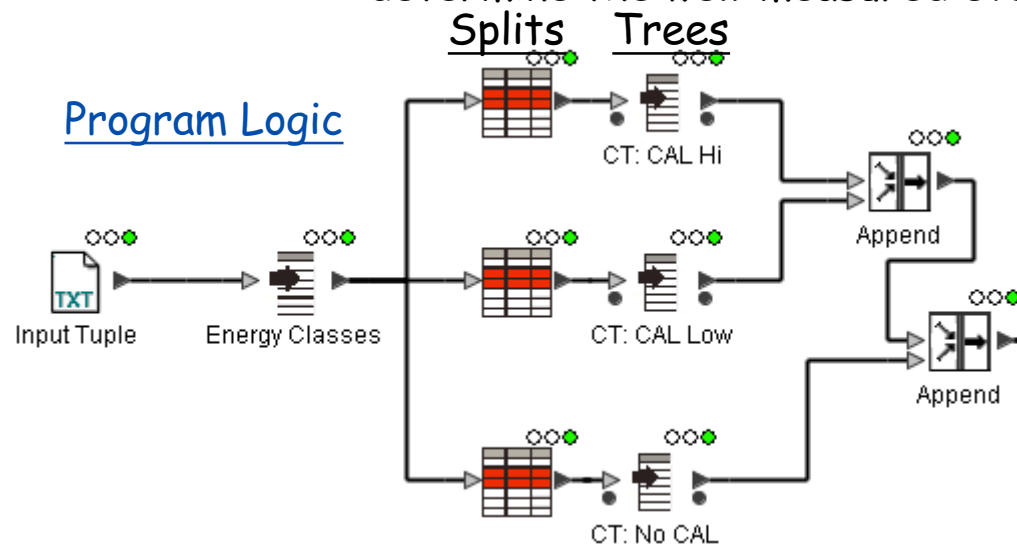 Splits Trees
Program Logic
CT: CAL Hi
Append
TXT
Input Tuple
Energy Classes
CT: CAL Low
Append
CT: No CAL